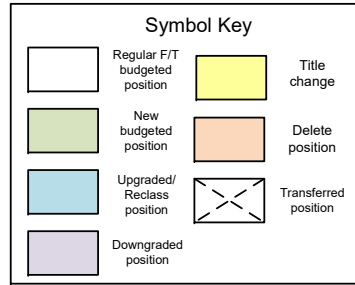 Symbol Key
Regular F/T
budgeted
position
New
budgeted
position
Upgraded/
Reclass
position
Downgraded
position
Title
change
Delete
position
Transferred
position